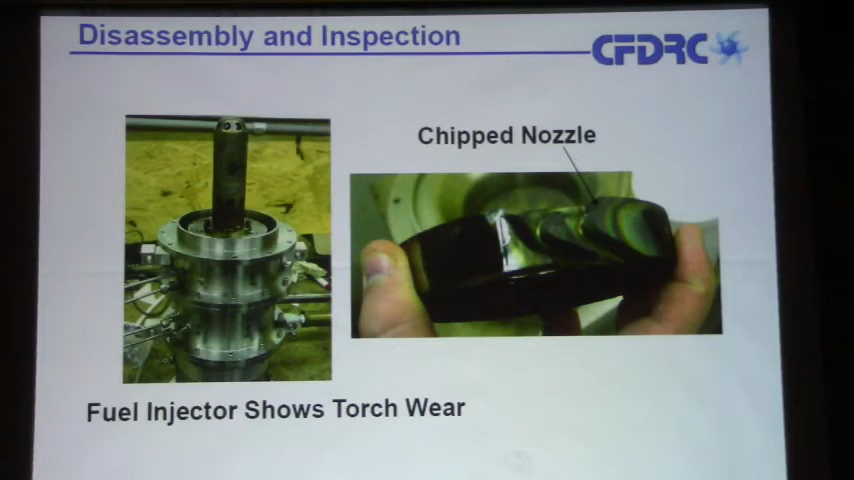 Disassembly and Inspection
CFDRC
Chipped Nozzle
Fuel Injector Shows Torch Wear